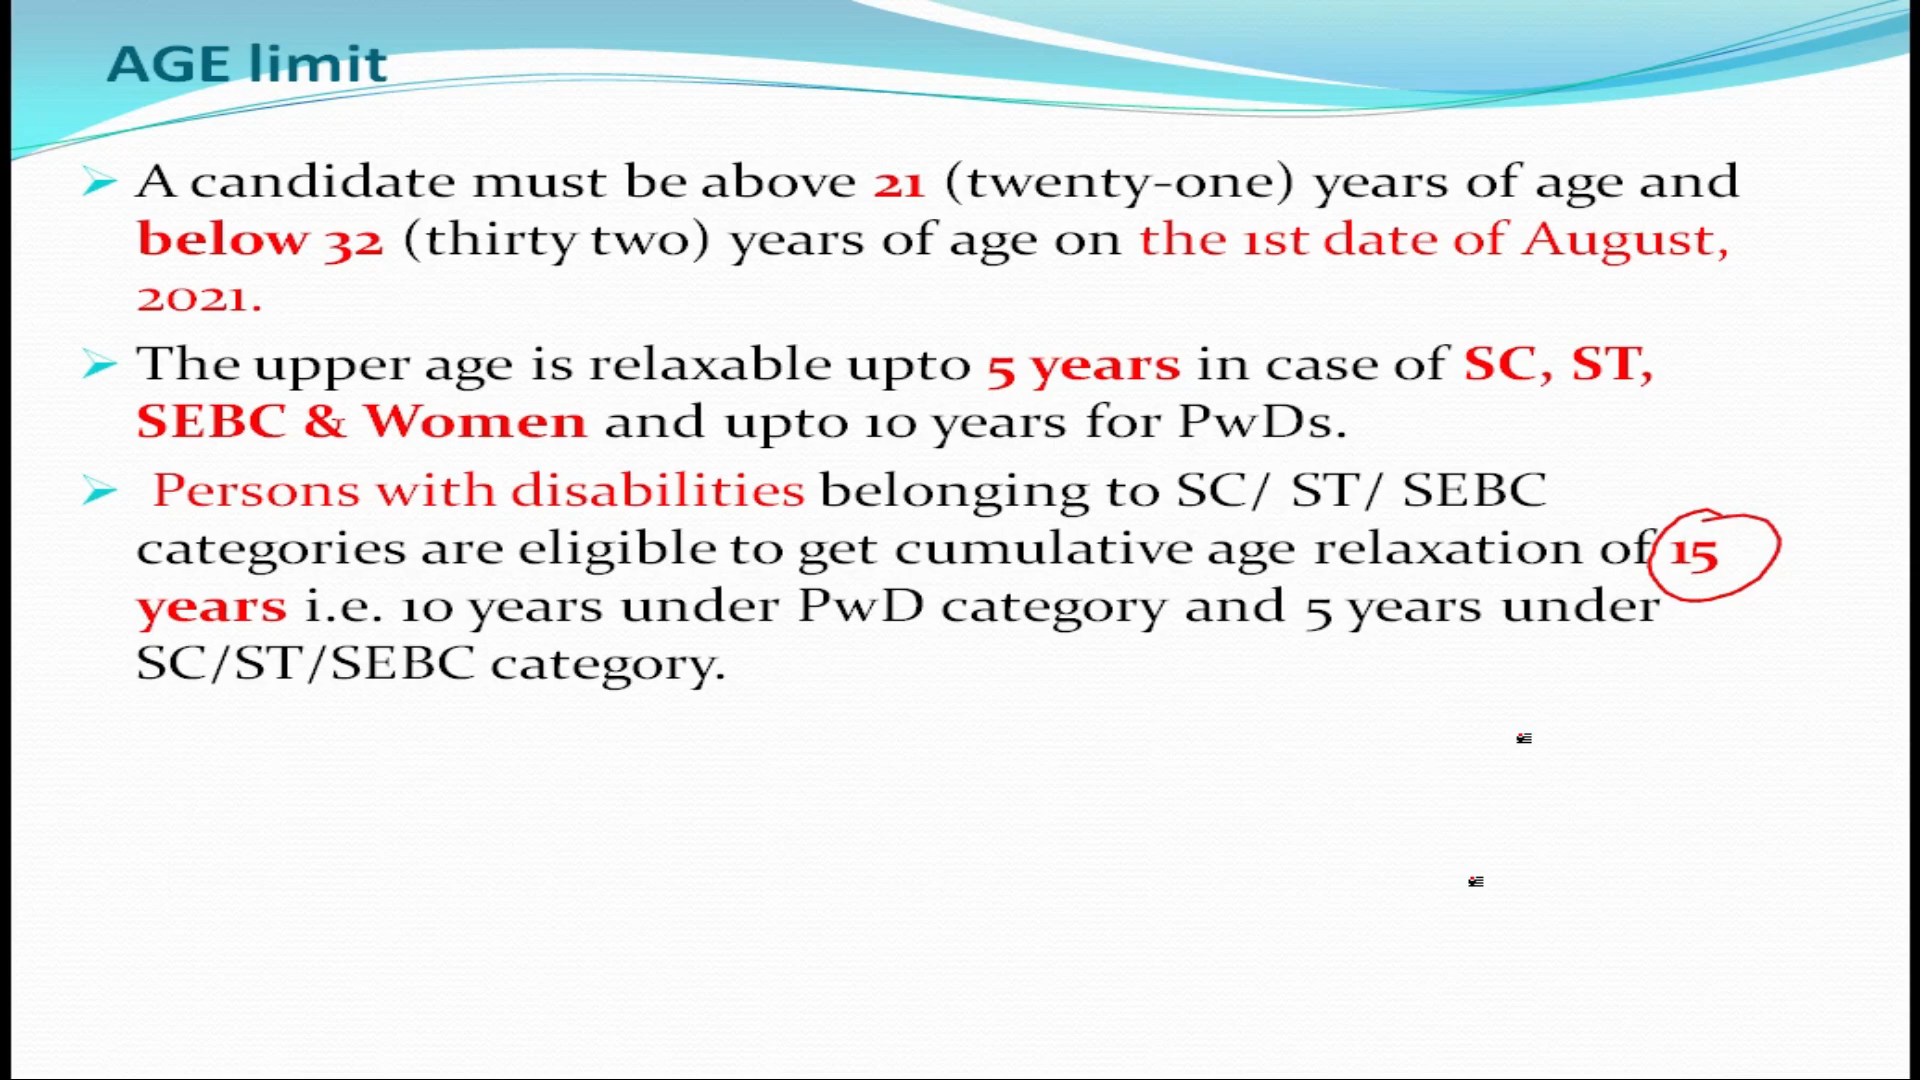 AGE limit
A candidate must be above 21 (twenty-one) years of age and
below 32 (thirty two) years of age on the 1st date of August,
2021.
The upper age is relaxable upto 5 years in case of SC, ST,
SEBC & Women and upto 10 years for PwDs.
Persons with disabilities belonging to SC/ ST/ SEBC
categories are eligible to get cumulative age relaxation of 15
years i.e. 10 years under PwD category and 5 years under
SC/ST/SEBC category.